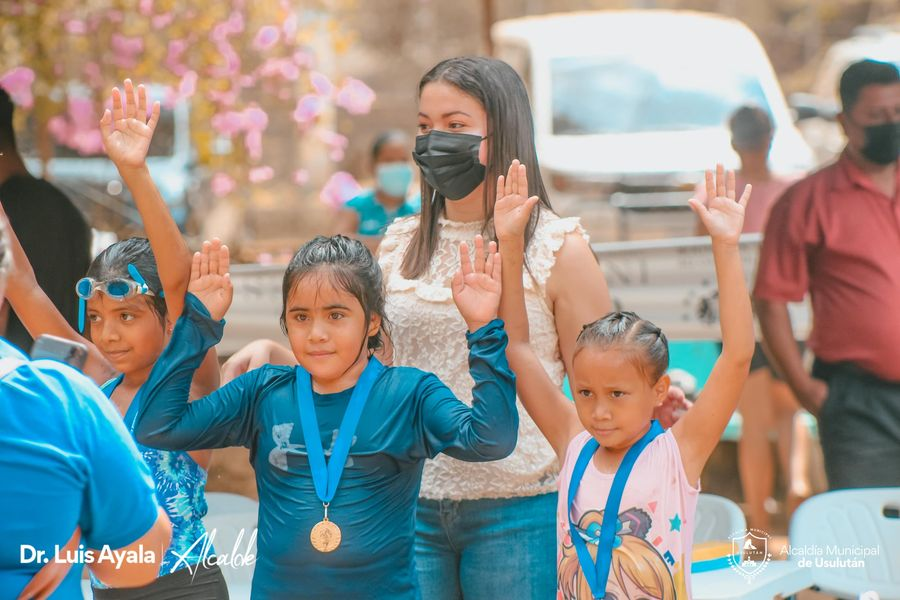 Dr. Luis Ayala | Alcalde
Alcaldía Municipal
de Usulután